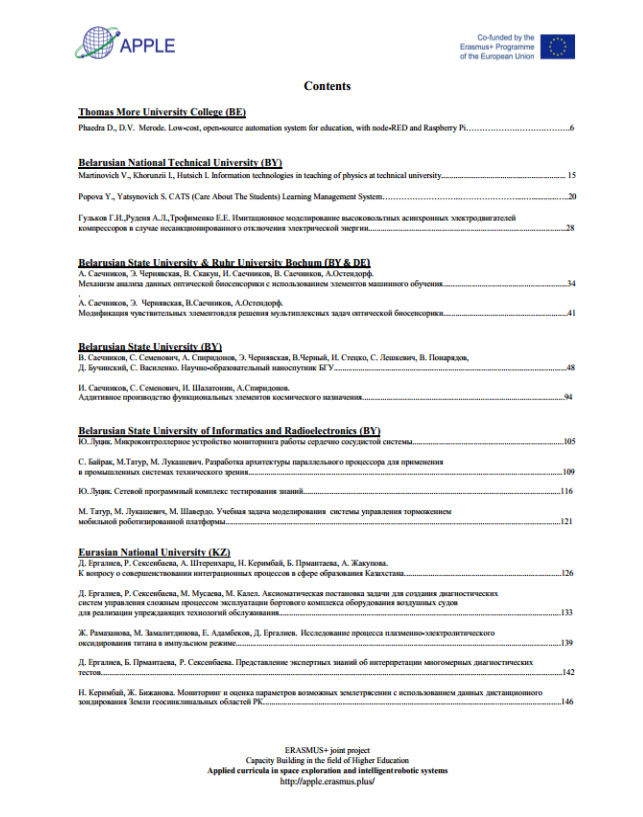 APPLE
Co-funded by the
Erasmus+ Programme
of the European Union
Contents
Thomas More University College (BE)
Phaedra D., D.V. Merode. Low-cost, open-source automation system for education, with node-RED and Raspberry Pi……………………………….6
Belarusian National Technical University (BY)
Martinovich V., Khorunzii I., Hutsich I. Information technologies in teaching of physics at technical university............................................................ 15
Popova Y., Yatsynovich S. CATS (Care About The Students) Learning Management System……………………………………………………..20
Гульков Г.И.,Руденя А.Л.,Трофименко Е.Е. Имитационное моделирование высоковольтных асинхронных электродвигателей
компрессоров в случае несанкционированного отключения электрической энергии..........................................................................................28
Belarusian State University & Ruhr University Bochum (BY & DE)
А. Саечников, Э. Чернявская, В. Скакун, И. Саечников, В. Саечников, А.Остендорф.
Механизм анализа данных оптической биосенсорики с использованием элементов машинного обучения............................................................34
.
А. Саечников, Э. Чернявская, В.Саечников, А.Остендорф.
Модификация чувствительных элементовдля решения мультиплексных задач оптической биосенсорики............................................................41
Belarusian State University (BY)
В. Саечников, С. Семенович, А. Спиридонов, Э. Чернявская, В.Черный, И. Стецко, С. Лешкевич, В. Понарядов,
Д. Бучинский, С. Василенко. Научно-образовательный наноспутник БГУ....................................................................................................48
И. Саечников, С. Семенович, И. Шалатонин, А.Спиридонов.
Аддитивное производство функциональных элементов космического назначения..........................................................................................94
Belarusian State University of Informatics and Radioelectronics (BY)
Ю.Луцик. Микроконтроллерное устройство мониторинга работы сердечно сосудистой системы......................................................................105
С. Байрак, М.Татур, М. Лукашевич. Разработка архитектуры параллельного процессора для применения
в промышленных системах технического зрения....................................................................................................................................109
Ю.Луцик. Сетевой программный комплекс тестирования знаний..............................................................................................................116
М. Татур, М. Лукашевич, М. Шавердо. Учебная задача моделирования системы управления торможением
мобильной роботизированной платформы............................................................................................................................................121
Eurasian National University (KZ)
Д. Ергалиев, Р. Сексенбаева, А. Штеренхарц, Н. Керимбай, Б. Прмантаева, А. Жакупова.
К вопросу о совершенствовании интеграционных процессов в сфере образования Казахстана..........................................................................126
Д. Ергалиев, Р. Сексенбаева, М. Мусаева, М. Калел. Аксиоматическая постановка задачи для создания диагностических
систем управления сложным процессом эксплуатации бортового комплекса оборудования воздушных судов
для реализации упреждающих технологий обслуживания........................................................................................................................133
Ж. Рамазанова, М. Замалитдинова, Е. Адамбеков, Д. Ергалиев. Исследование процесса плазменно-электролитического
оксидирования титана в импульсном режиме........................................................................................................................................139
Д. Ергалиев, Б. Прмантаева, Р. Сексенбаева. Представление экспертных знаний об интерпретации многомерных диагностических
тестов........................................................................................................................................................................................142
Н. Керимбай, Ж. Бижанова. Мониторинг и оценка параметров возможных землетрясении с использованием данных дистанционного
зондирования Земли геосинклинальных областей РК..............................................................................................................................146
ERASMUS+ joint project
Capacity Building in the field of Higher Education
Applied curricula in space exploration and intelligent robotic systems
http://apple.erasmus.plus/